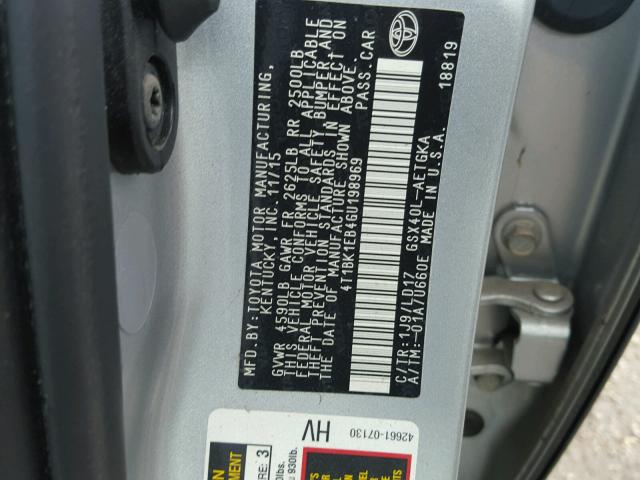 MFD.BY:TOYOTA MOTOR MANUFACTURING,
KENTUCKY, INC. 11/15
GVWR 4590LB GAWR FR 2625LB RR 2500LB
THIS VEHICLE CONFORMS TO ALL APPLICABLE
FEDERAL MOTOR VEHICLE SAFETY BUMPER, AND
THEFT PREVENTION STANDARDS IN EFFECT ON
THE DATE OF MANUFACTURE SHOWN ABOVE.
4T1BK1EB4GU198969 PASS.CAR
C/TR:1J9/LD17 GSX40L-AETGKA
A/TM:-01A/U660E MADE IN U.S.A.
18819
42661-07130
HV
930lb.